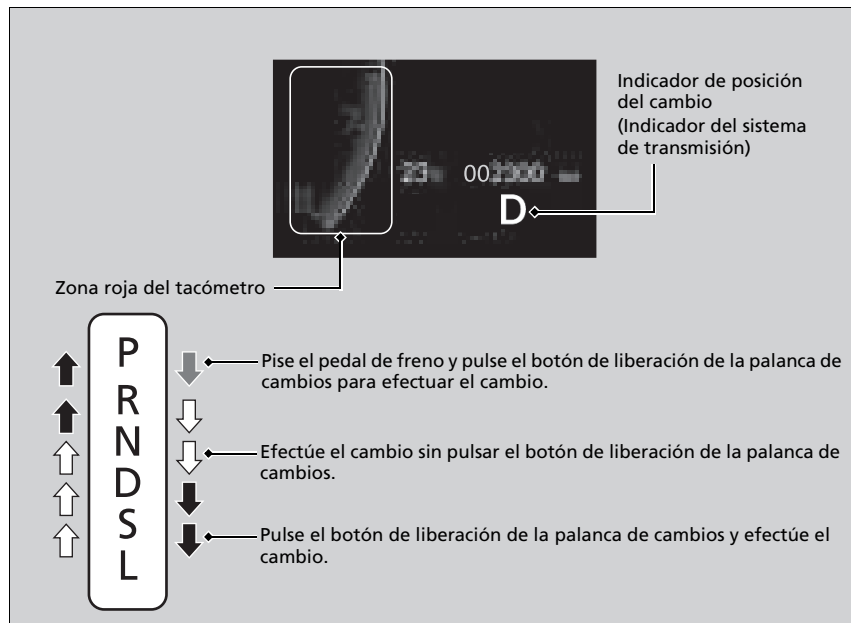 Indicador de posición
del cambio
(Indicador del sistema
de transmisión)
002300
D
Zona roja del tacómetro
P
R
N
D
S
L
Pise el pedal de freno y pulse el botón de liberación de la palanca de
cambios para efectuar el cambio.
Efectúe el cambio sin pulsar el botón de liberación de la palanca de
cambios.
Pulse el botón de liberación de la palanca de cambios y efectúe el
cambio.